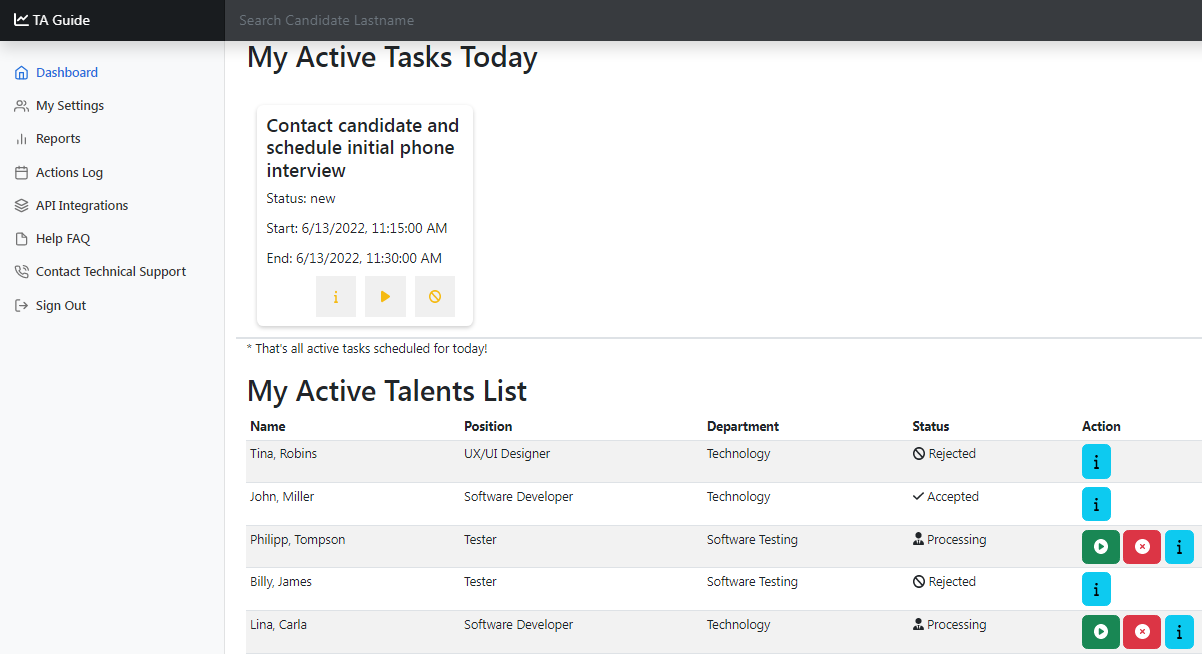 TA Guide
Search Candidate Lastname
Dashboard
My Settings
Reports
Actions Log
API Integrations
Help FAQ
Contact Technical Support
Sign Out
My Active Tasks Today
Contact candidate and
schedule initial phone
interview
Status: new
Start: 6/13/2022, 11:15:00 AM
End: 6/13/2022, 11:30:00 AM
* That's all active tasks scheduled for today!
My Active Talents List
Name Position Department Status Action
Tina, Robins UX/UI Designer Technology Rejected
John, Miller Software Developer Technology Accepted
Philipp, Tompson Tester Software Testing Processing
Billy, James Tester Software Testing Rejected
Lina, Carla Software Developer Technology Processing